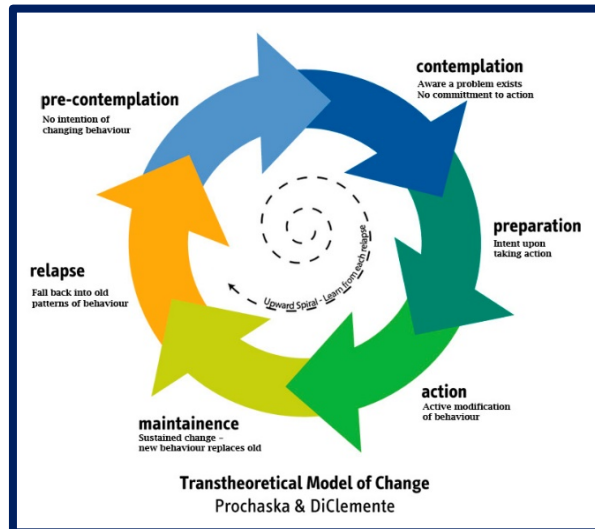 pre-contemplation
No intention of
changing behaviour
contemplation
Aware a problem exists
No committment to action
preparation
Intent upon
taking action
action
Active modification
of behaviour
maintainence
Sustained change –
new behaviour replaces old
relapse
Fall back into old
patterns of behaviour
Upward Spiral - Learn from each relapse
Transtheoretical Model of Change
Prochaska & DiClemente